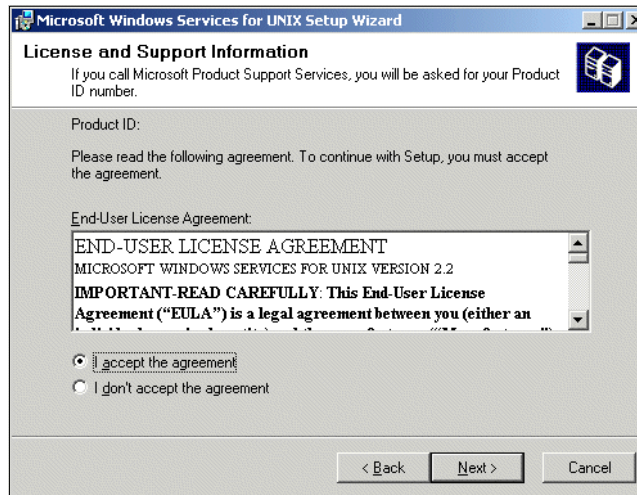 Microsoft Windows Services for UNIX Setup Wizard
License and Support Information
If you call Microsoft Product Support Services, you will be asked for your Product
ID number.
Product ID:
Please read the following agreement. To continue with Setup, you must accept
the agreement.
End-User License Agreement:
END-USER LICENSE AGREEMENT
MICROSOFT WINDOWS SERVICES FOR UNIX VERSION 2.2
IMPORTANT-READ CAREFULLY: This End-User License
Agreement (“EULA”) is a legal agreement between you (either an
I accept the agreement
I don't accept the agreement
< Back
Next >
Cancel